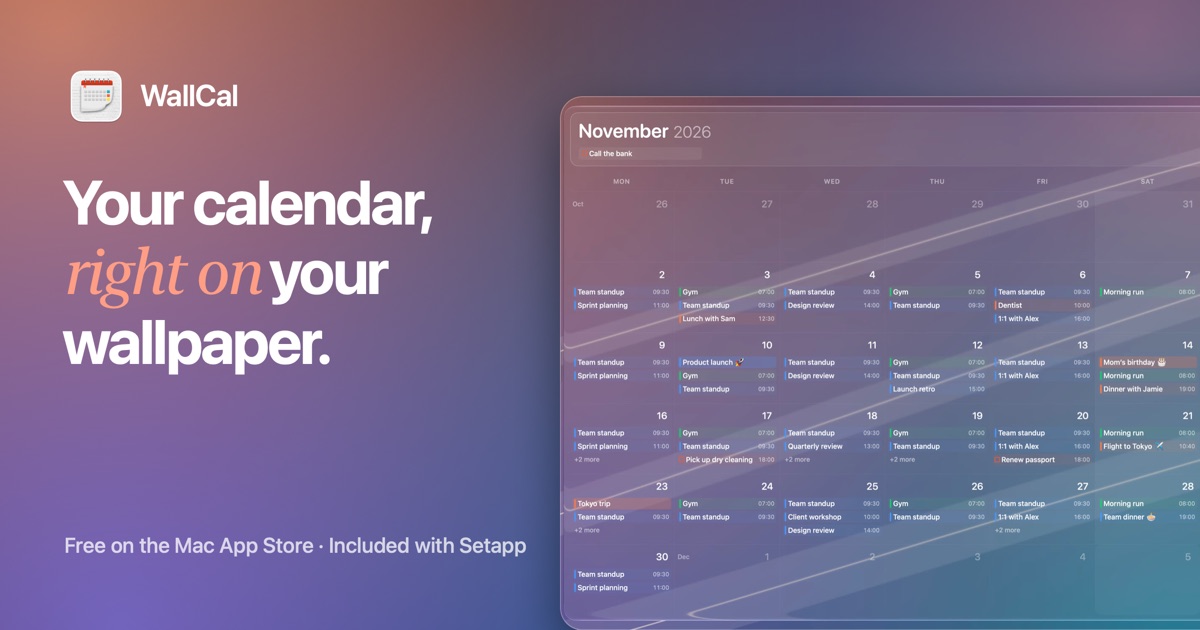 WallCal
Your calendar,
right on your
wallpaper.
Free on the Mac App Store · Included with Setapp
November 2026
Call the bank
MON TUE WED THU FRI SAT
Oct 26 27 28 29 30 31
2 3 4 5 6 7
Team standup 09:30 Gym 07:00 Team standup 09:30 Gym 07:00 Team standup 09:30 Morning run 08:00
Sprint planning 11:00 Team standup 09:30 Design review 14:00 Team standup 09:30 Dentist 10:00
Lunch with Sam 12:30 1:1 with Alex 16:00
9 10 11 12 13 14
Team standup 09:30 Product launch 🚀 Team standup 09:30 Gym 07:00 Team standup 09:30 Mom's birthday 🎂
Sprint planning 11:00 Gym 07:00 Design review 14:00 Team standup 09:30 1:1 with Alex 16:00 Morning run 08:00
Team standup 09:30 Launch retro 15:00 Dinner with Jamie 19:00
16 17 18 19 20 21
Team standup 09:30 Gym 07:00 Team standup 09:30 Gym 07:00 Team standup 09:30 Morning run 08:00
Sprint planning 11:00 Team standup 09:30 Quarterly review 13:00 Team standup 09:30 1:1 with Alex 16:00 Flight to Tokyo 10:40
+2 more Pick up dry cleaning 18:00 +2 more +2 more Renew passport 18:00
23 24 25 26 27 28
Tokyo trip Gym 07:00 Team standup 09:30 Gym 07:00 Team standup 09:30 Morning run 08:00
Team standup 09:30 Team standup 09:30 Client workshop 10:00 Team standup 09:30 1:1 with Alex 16:00 Team dinner 19:00
+2 more Design review 14:00 +2 more
30 Dec 1 2 3 4 5
Team standup 09:30
Sprint planning 11:00